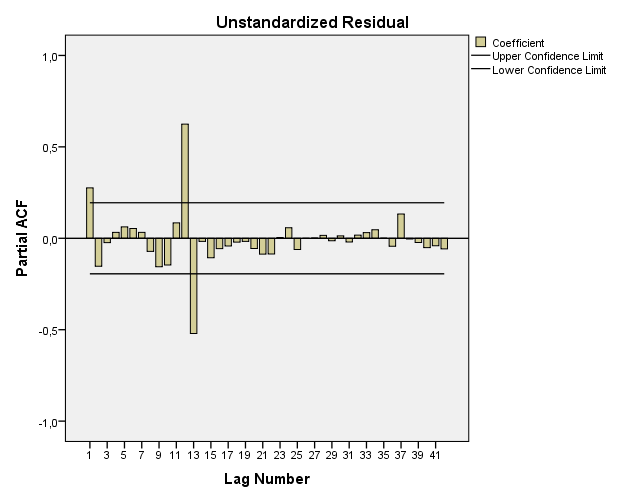 Unstandardized Residual
Coefficient
Upper Confidence Limit
Lower Confidence Limit
1,0
0,5
0,0
-0,5
-1,0
Partial ACF
1 3 5 7 9 11 13 15 17 19 21 23 25 27 29 31 33 35 37 39 41
Lag Number